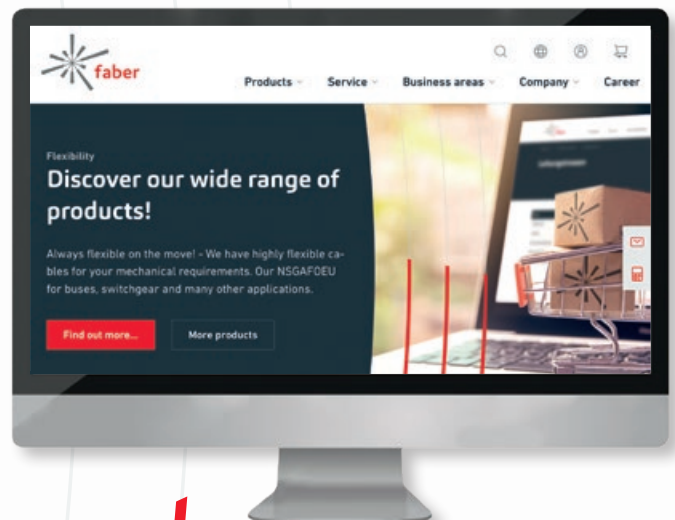 faber
Products
Service
Business areas
Company
Career
Flexibility
Discover our wide range of
products!
Always flexible on the move! - We have highly flexible ca-
bles for your mechanical requirements. Our NSGAFOEU
for buses, switchgear and many other applications.
Find out more...
More products